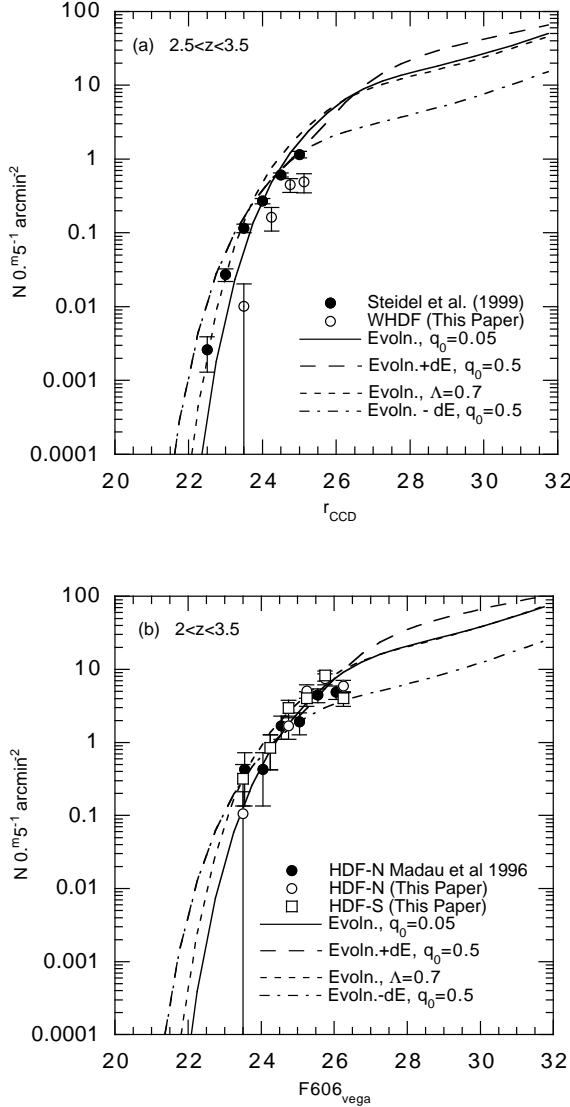 (a) 2.5<z<3.5
100
10
1
0.1
0.01
0.001
0.0001
N 0.ᵐ5⁻¹ arcmin⁻²
Steidel et al. (1999)
WHDF (This Paper)
Evoln., q₀=0.05
Evoln.+dE, q₀=0.5
Evoln., Λ=0.7
Evoln. - dE, q₀=0.5
20 22 24 26 28 30 32
r_CCD
(b) 2<z<3.5
100
10
1
0.1
0.01
0.001
0.0001
N 0.ᵐ5⁻¹ arcmin⁻²
HDF-N Madau et al 1996
HDF-N (This Paper)
HDF-S (This Paper)
Evoln., q₀=0.05
Evoln.+dE, q₀=0.5
Evoln., Λ=0.7
Evoln.-dE, q₀=0.5
20 22 24 26 28 30 32
F606_vega